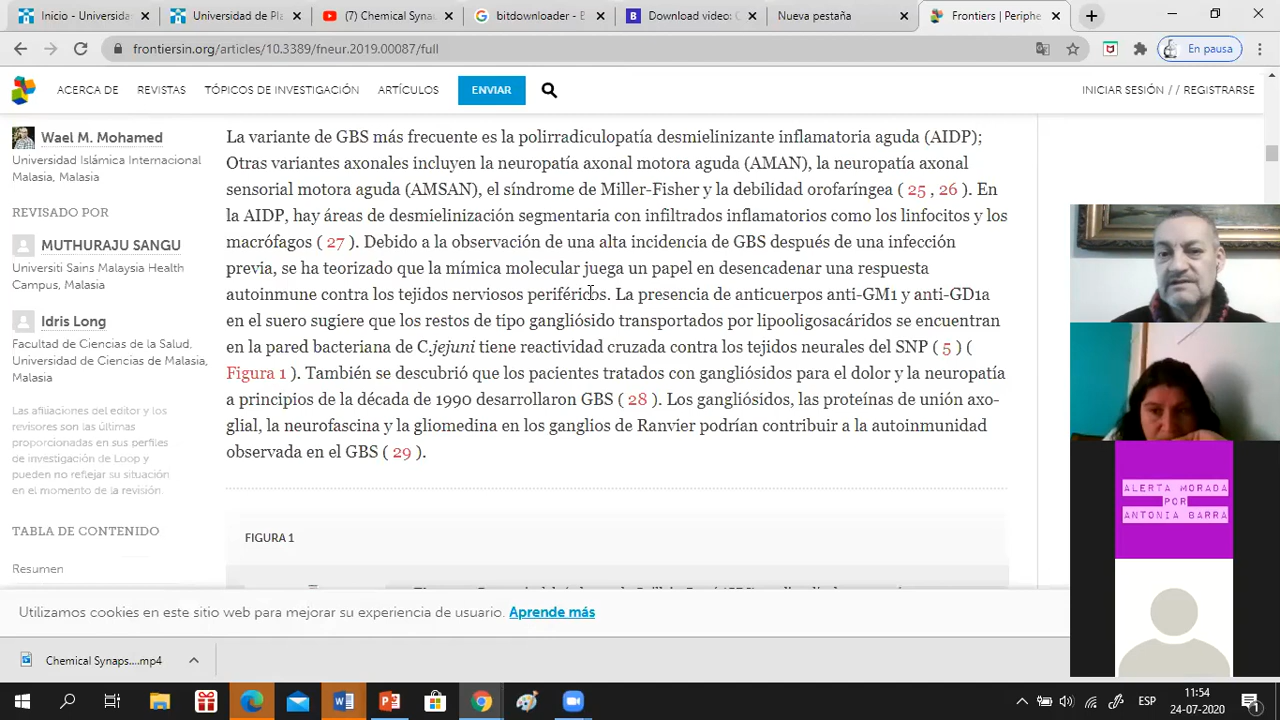 Inicio - Universida
Universidad de Pla
(7) Chemical Synap
bitdownloader - B
Download video: C
Nueva pestaña
Frontiers | Periphe
frontiersin.org/articles/10.3389/fneur.2019.00087/full
En pausa
ACERCA DE
REVISTAS
TÓPICOS DE INVESTIGACIÓN
ARTÍCULOS
ENVIAR
INICIAR SESIÓN / / REGISTRARSE
Wael M. Mohamed
Universidad Islámica Internacional
Malasia, Malasia
REVISADO POR
MUTHURAJU SANGU
Universiti Sains Malaysia Health
Campus, Malasia
Idris Long
Facultad de Ciencias de la Salud,
Universidad de Ciencias de Malasia,
Malasia
Las afiliaciones del editor y los
revisores son las últimas
proporcionadas en sus perfiles
de investigación de Loop y
pueden no reflejar su situación
en el momento de la revisión.
TABLA DE CONTENIDO
Resumen
La variante de GBS más frecuente es la polirradiculopatía desmielinizante inflamatoria aguda (AIDP);
Otras variantes axonales incluyen la neuropatía axonal motora aguda (AMAN), la neuropatía axonal
sensorial motora aguda (AMSAN), el síndrome de Miller-Fisher y la debilidad orofaríngea ( 25 , 26 ). En
la AIDP, hay áreas de desmielinización segmentaria con infiltrados inflamatorios como los linfocitos y los
macrófagos ( 27 ). Debido a la observación de una alta incidencia de GBS después de una infección
previa, se ha teorizado que la mímica molecular juega un papel en desencadenar una respuesta
autoinmune contra los tejidos nerviosos periféricos. La presencia de anticuerpos anti-GM1 y anti-GD1a
en el suero sugiere que los restos de tipo gangliósido transportados por lipooligosacáridos se encuentran
en la pared bacteriana de C.jejuni tiene reactividad cruzada contra los tejidos neurales del SNP ( 5 ) (
Figura 1 ). También se descubrió que los pacientes tratados con gangliósidos para el dolor y la neuropatía
a principios de la década de 1990 desarrollaron GBS ( 28 ). Los gangliósidos, las proteínas de unión axo-
glial, la neurofascina y la gliomedina en los ganglios de Ranvier podrían contribuir a la autoinmunidad
observada en el GBS ( 29 ).
FIGURA 1
Utilizamos cookies en este sitio web para mejorar su experiencia de usuario. Aprende más
ALERTA MORADA
POR
ANTONIA BARRA
Chemical Synaps....mp4
ESP
11:54
24-07-2020